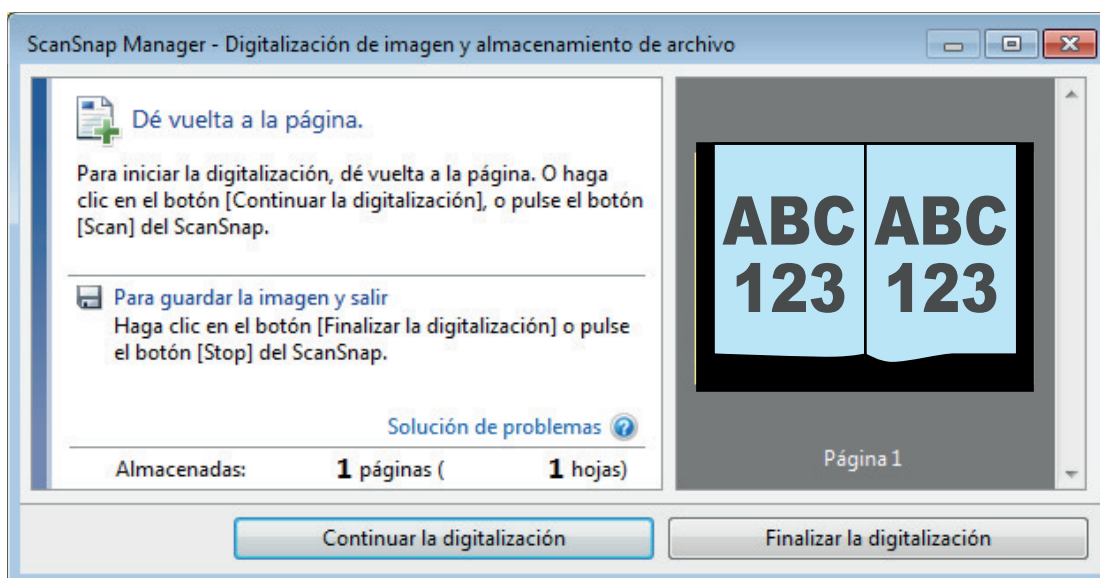 ScanSnap Manager - Digitalización de imagen y almacenamiento de archivo
Dé vuelta a la página.
Para iniciar la digitalización, dé vuelta a la página. O haga
clic en el botón [Continuar la digitalización], o pulse el botón
[Scan] del ScanSnap.
Para guardar la imagen y salir
Haga clic en el botón [Finalizar la digitalización] o pulse
el botón [Stop] del ScanSnap.
Solución de problemas ?
Almacenadas: 1 páginas ( 1 hojas)
ABC ABC
123 123
Página 1
Continuar la digitalización
Finalizar la digitalización